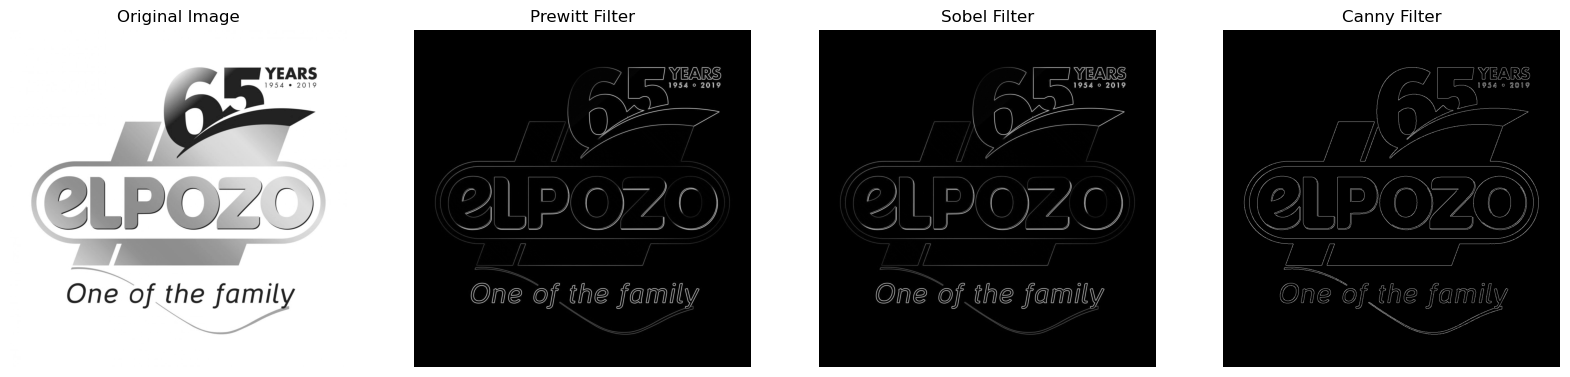 Original Image
65 YEARS
1954 • 2019
eLPOZO
One of the family
Prewitt Filter
65 YEARS
1954 • 2019
eLPOZO
One of the family
Sobel Filter
65 YEARS
1954 • 2019
eLPOZO
One of the family
Canny Filter
65 YEARS
1954 • 2019
eLPOZO
One of the family